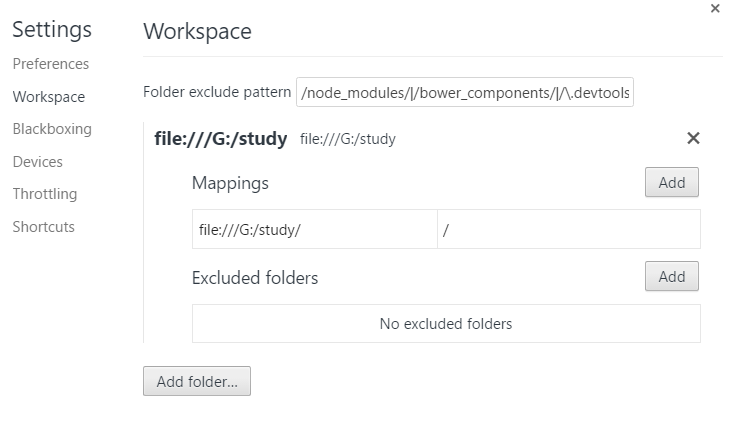 Settings
Preferences
Workspace
Blackboxing
Devices
Throttling
Shortcuts
Workspace
Folder exclude pattern /node_modules/|/bower_components/|/\.devtools
file:///G:/study file:///G:/study
Mappings Add
file:///G:/study/ /
Excluded folders Add
No excluded folders
Add folder...